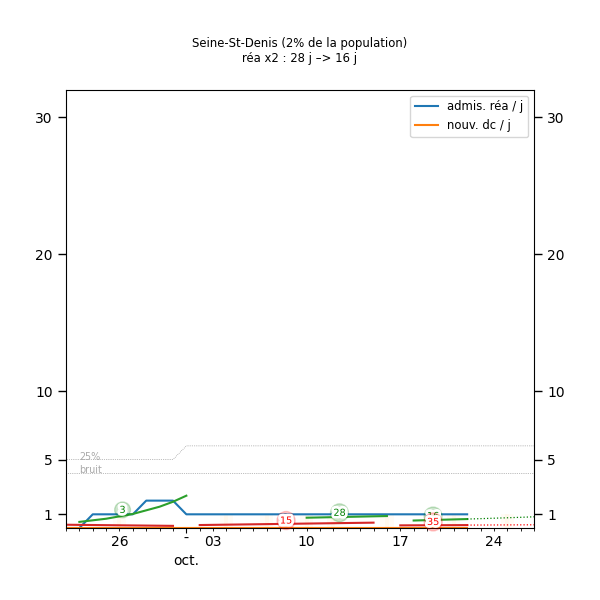 Seine-St-Denis (2% de la population)
réa x2 : 28 j –> 16 j
admis. réa / j
nouv. dc / j
30 30
20 20
10 10
5 5
1 1
25%
bruit
3
15
28
16
35
26 - 03 10 17 24
oct.